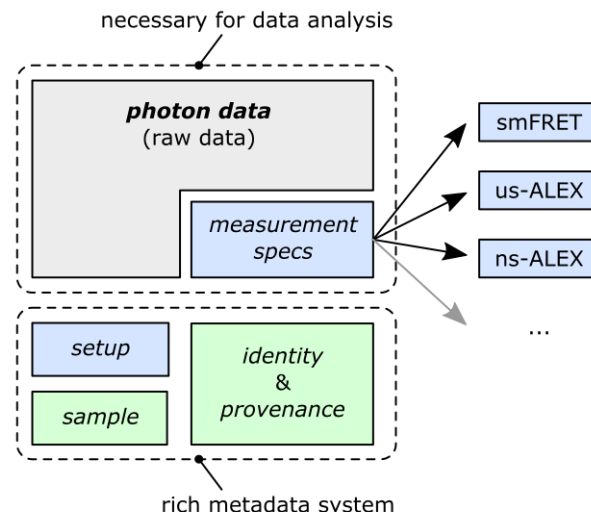 necessary for data analysis
photon data
(raw data)
measurement
specs
smFRET
us-ALEX
ns-ALEX
...
setup
sample
identity
&
provenance
rich metadata system